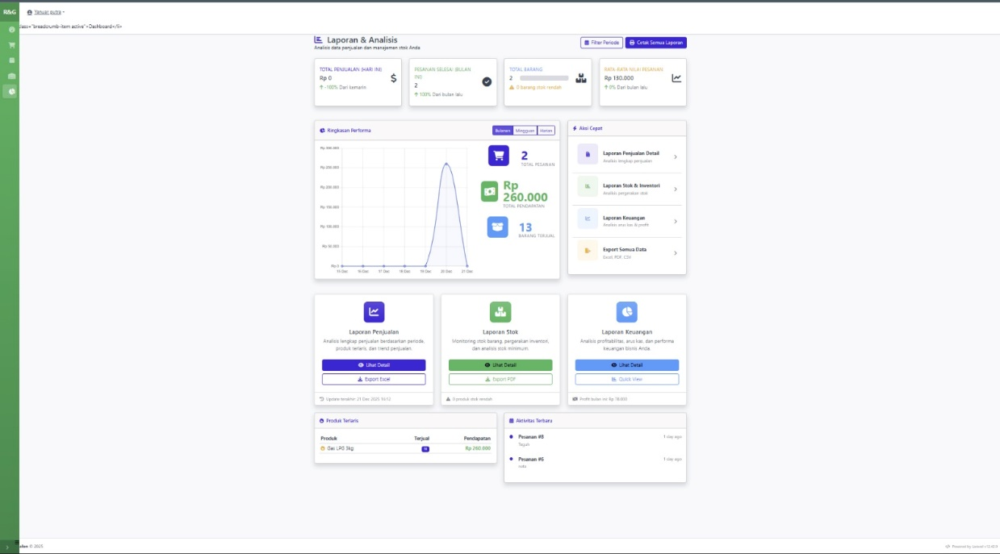 R&G
Yanuar putra
class="breadcrumb-item active">Dashboard</li>
Laporan & Analisis
Analisis data penjualan dan manajemen stok Anda
Filter Periode
Cetak Semua Laporan
TOTAL PENJUALAN (HARI INI)
Rp 0
-100% Dari kemarin
PESANAN SELESAI (BULAN
INI)
2
100% Dari bulan lalu
TOTAL BARANG
2
0 barang stok rendah
RATA-RATA NILAI PESANAN
Rp 130.000
0% Dari bulan lalu
Ringkasan Performa
Bulanan
Mingguan
Harian
Rp 300.000
Rp 250.000
Rp 200.000
Rp 150.000
Rp 100.000
Rp 50.000
Rp 0
15 Dec
16 Dec
17 Dec
18 Dec
19 Dec
20 Dec
21 Dec
2
TOTAL PESANAN
Rp
260.000
TOTAL PENDAPATAN
13
BARANG TERJUAL
Aksi Cepat
Laporan Penjualan Detail
Analisis lengkap penjualan
Laporan Stok & Inventori
Analisis pergerakan stok
Laporan Keuangan
Analisis arus kas & profit
Export Semua Data
Excel, PDF, CSV
Laporan Penjualan
Analisis lengkap penjualan berdasarkan periode,
produk terlaris, dan trend penjualan.
Lihat Detail
Export Excel
Update terakhir: 21 Dec 2025
Laporan Stok
Monitoring stok barang, pergerakan inventori,
dan analisis stok minimum.
Lihat Detail
Export PDF
0 produk stok rendah
Laporan Keuangan
Analisis profitabilitas, arus kas, dan performa
keuangan bisnis Anda.
Lihat Detail
Quick View
Profit bulan ini: Rp 78.000
Produk Terlaris
Produk
Terjual
Pendapatan
Gas LPG 3kg
Rp 260.000
Aktivitas Terbaru
Pesanan #8
1 day ago
Teguh
Pesanan #6
1 day ago
© 2025
Powered by Laravel